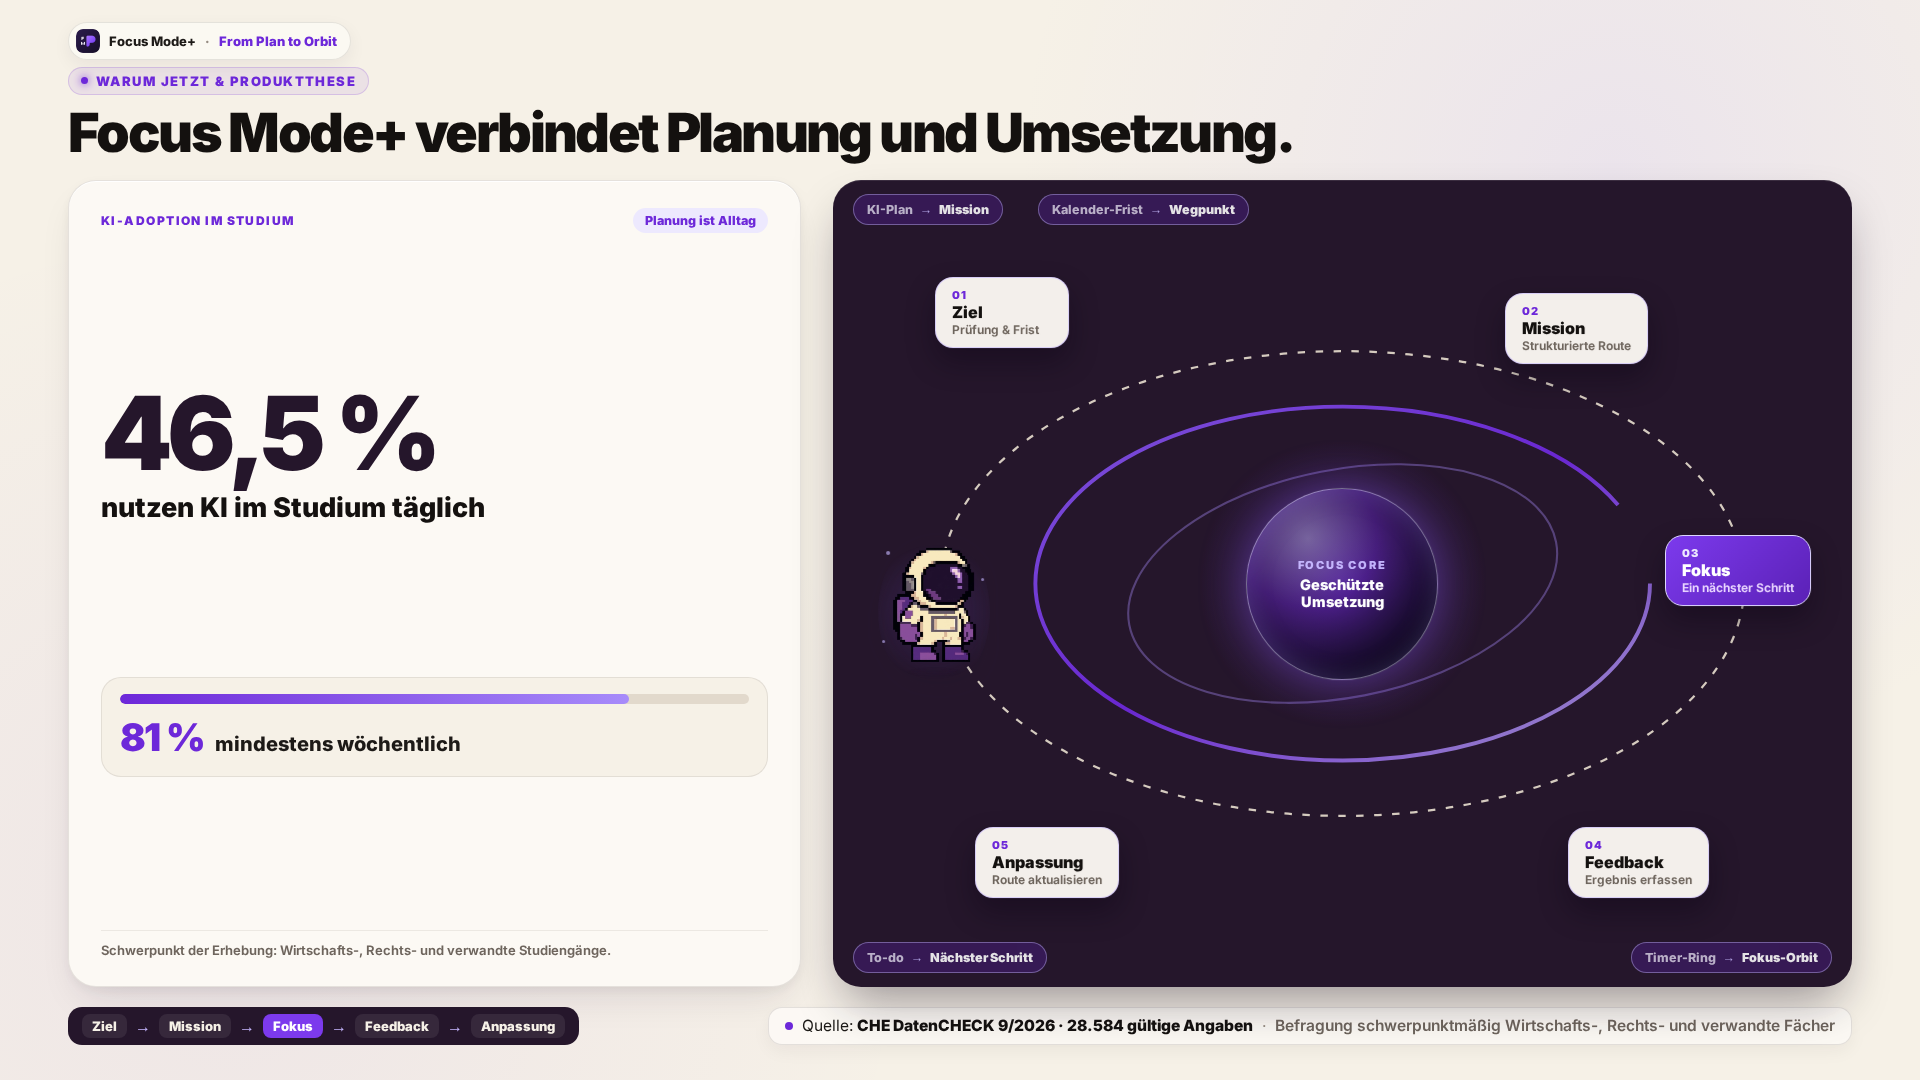 Focus Mode+ · From Plan to Orbit
WARUM JETZT & PRODUKTTHESE
Focus Mode+ verbindet Planung und Umsetzung.
KI-ADOPTION IM STUDIUM
Planung ist Alltag
46,5 %
nutzen KI im Studium täglich
81 % mindestens wöchentlich
Schwerpunkt der Erhebung: Wirtschafts-, Rechts- und verwandte Studiengänge.
KI-Plan → Mission
Kalender-Frist → Wegpunkt
01
Ziel
Prüfung & Frist
02
Mission
Strukturierte Route
FOCUS CORE
Geschützte
Umsetzung
03
Fokus
Ein nächster Schritt
05
Anpassung
Route aktualisieren
04
Feedback
Ergebnis erfassen
To-do → Nächster Schritt
Timer-Ring → Fokus-Orbit
Ziel → Mission → Fokus → Feedback → Anpassung
Quelle: CHE DatenCHECK 9/2026 · 28.584 gültige Angaben · Befragung schwerpunktmäßig Wirtschafts-, Rechts- und verwandte Fächer